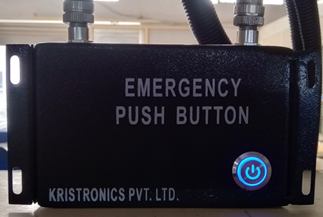 EMERGENCY
PUSH BUTTON
KRISTRONICS PVT. LTD.